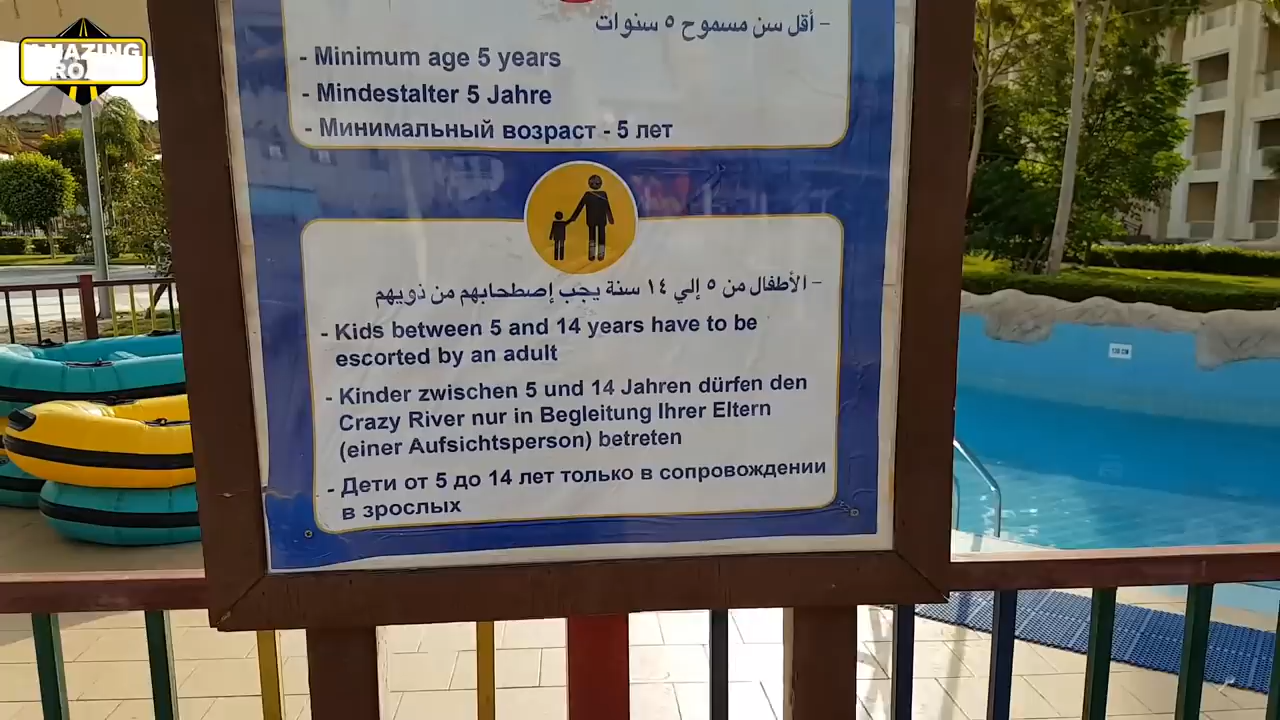 AMAZING
ROADS
– أقل سن مسموح ٥ سنوات
- Minimum age 5 years
- Mindestalter 5 Jahre
- Минимальный возраст - 5 лет
– الأطفال من ٥ إلي ١٤ سنة يجب إصطحابهم من ذويهم
- Kids between 5 and 14 years have to be
escorted by an adult
- Kinder zwischen 5 und 14 Jahren dürfen den
Crazy River nur in Begleitung Ihrer Eltern
(einer Aufsichtsperson) betreten
- Дети от 5 до 14 лет только в сопровождении
в зрослых